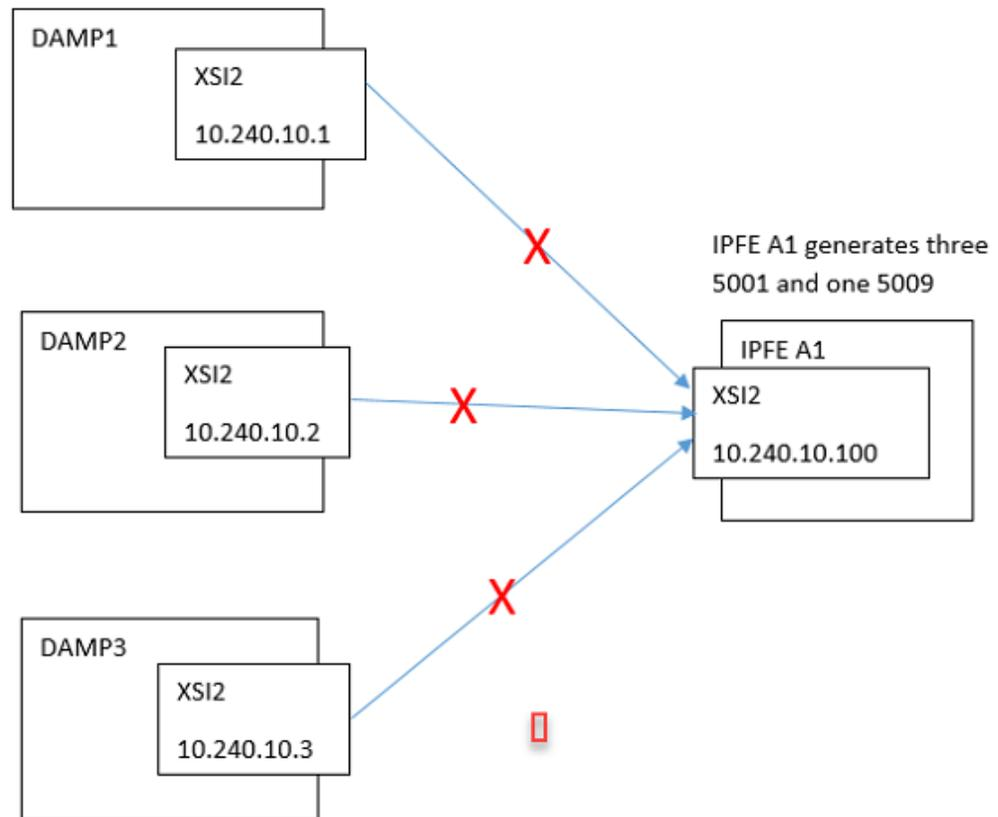 DAMP1
XSI2
10.240.10.1
X
IPFE A1 generates three
5001 and one 5009
DAMP2
XSI2
10.240.10.2
X
IPFE A1
XSI2
10.240.10.100
X
DAMP3
XSI2
10.240.10.3